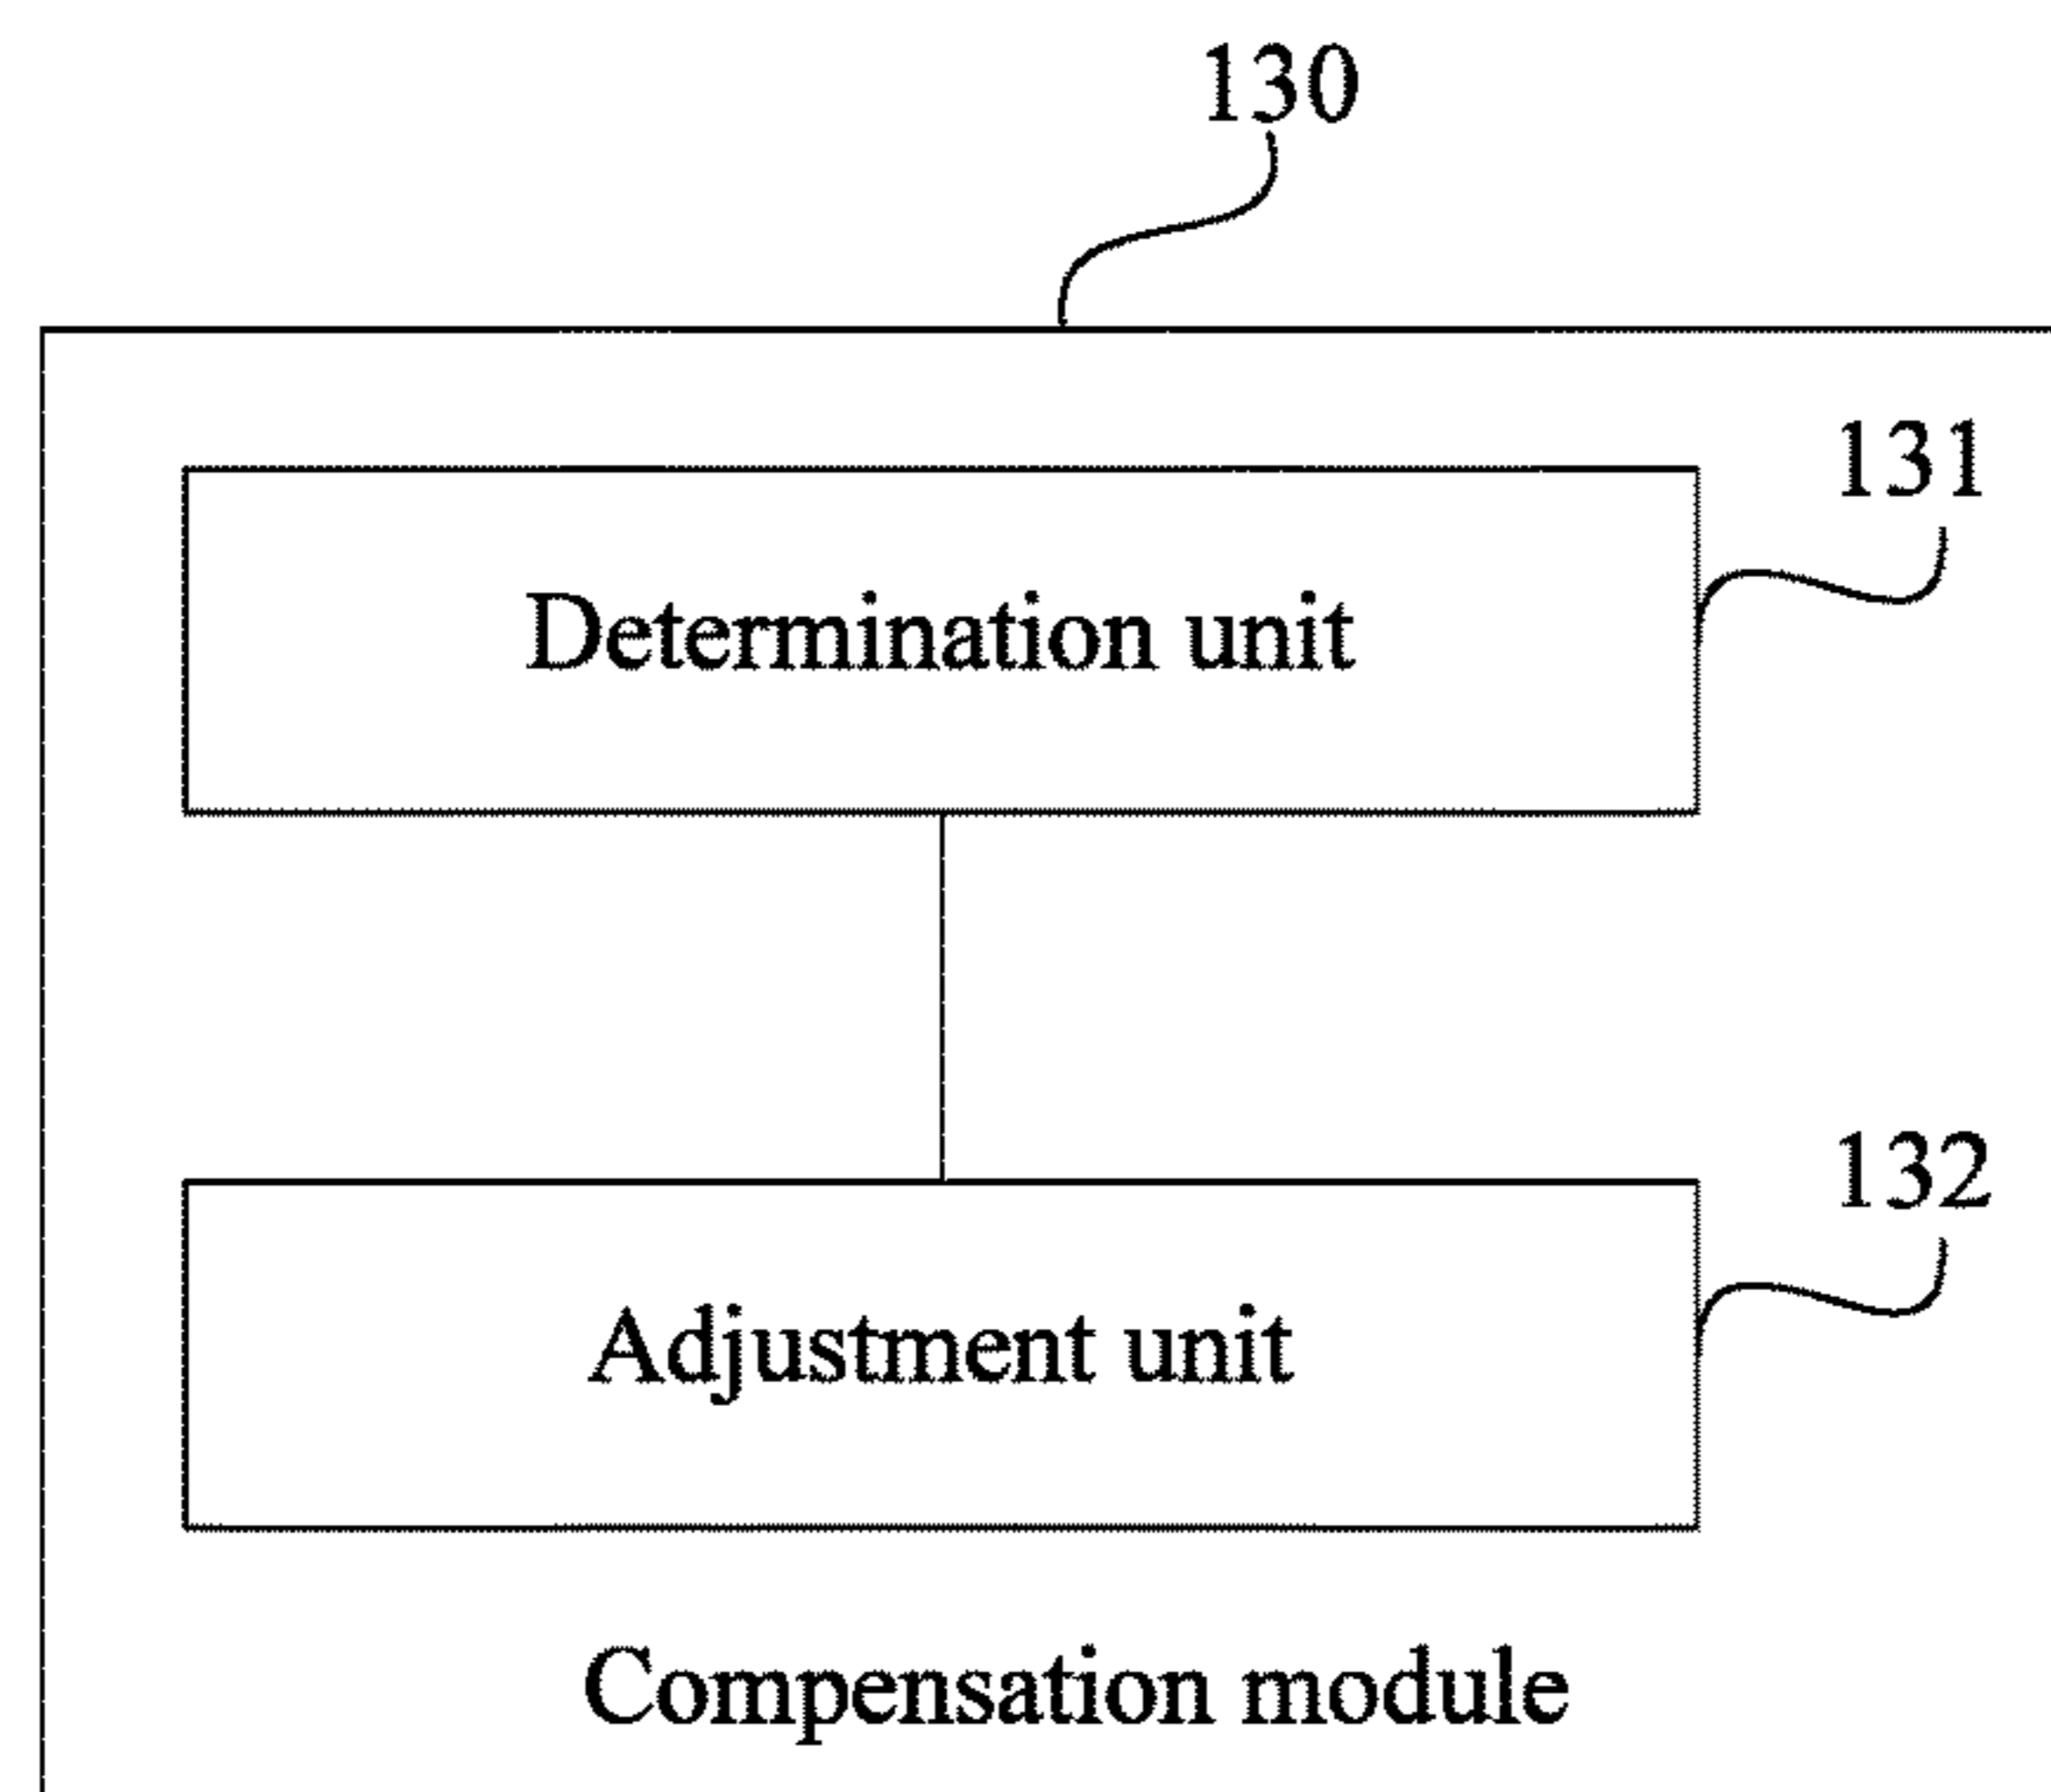 130
131
Determination unit
132
Adjustment unit
Compensation module